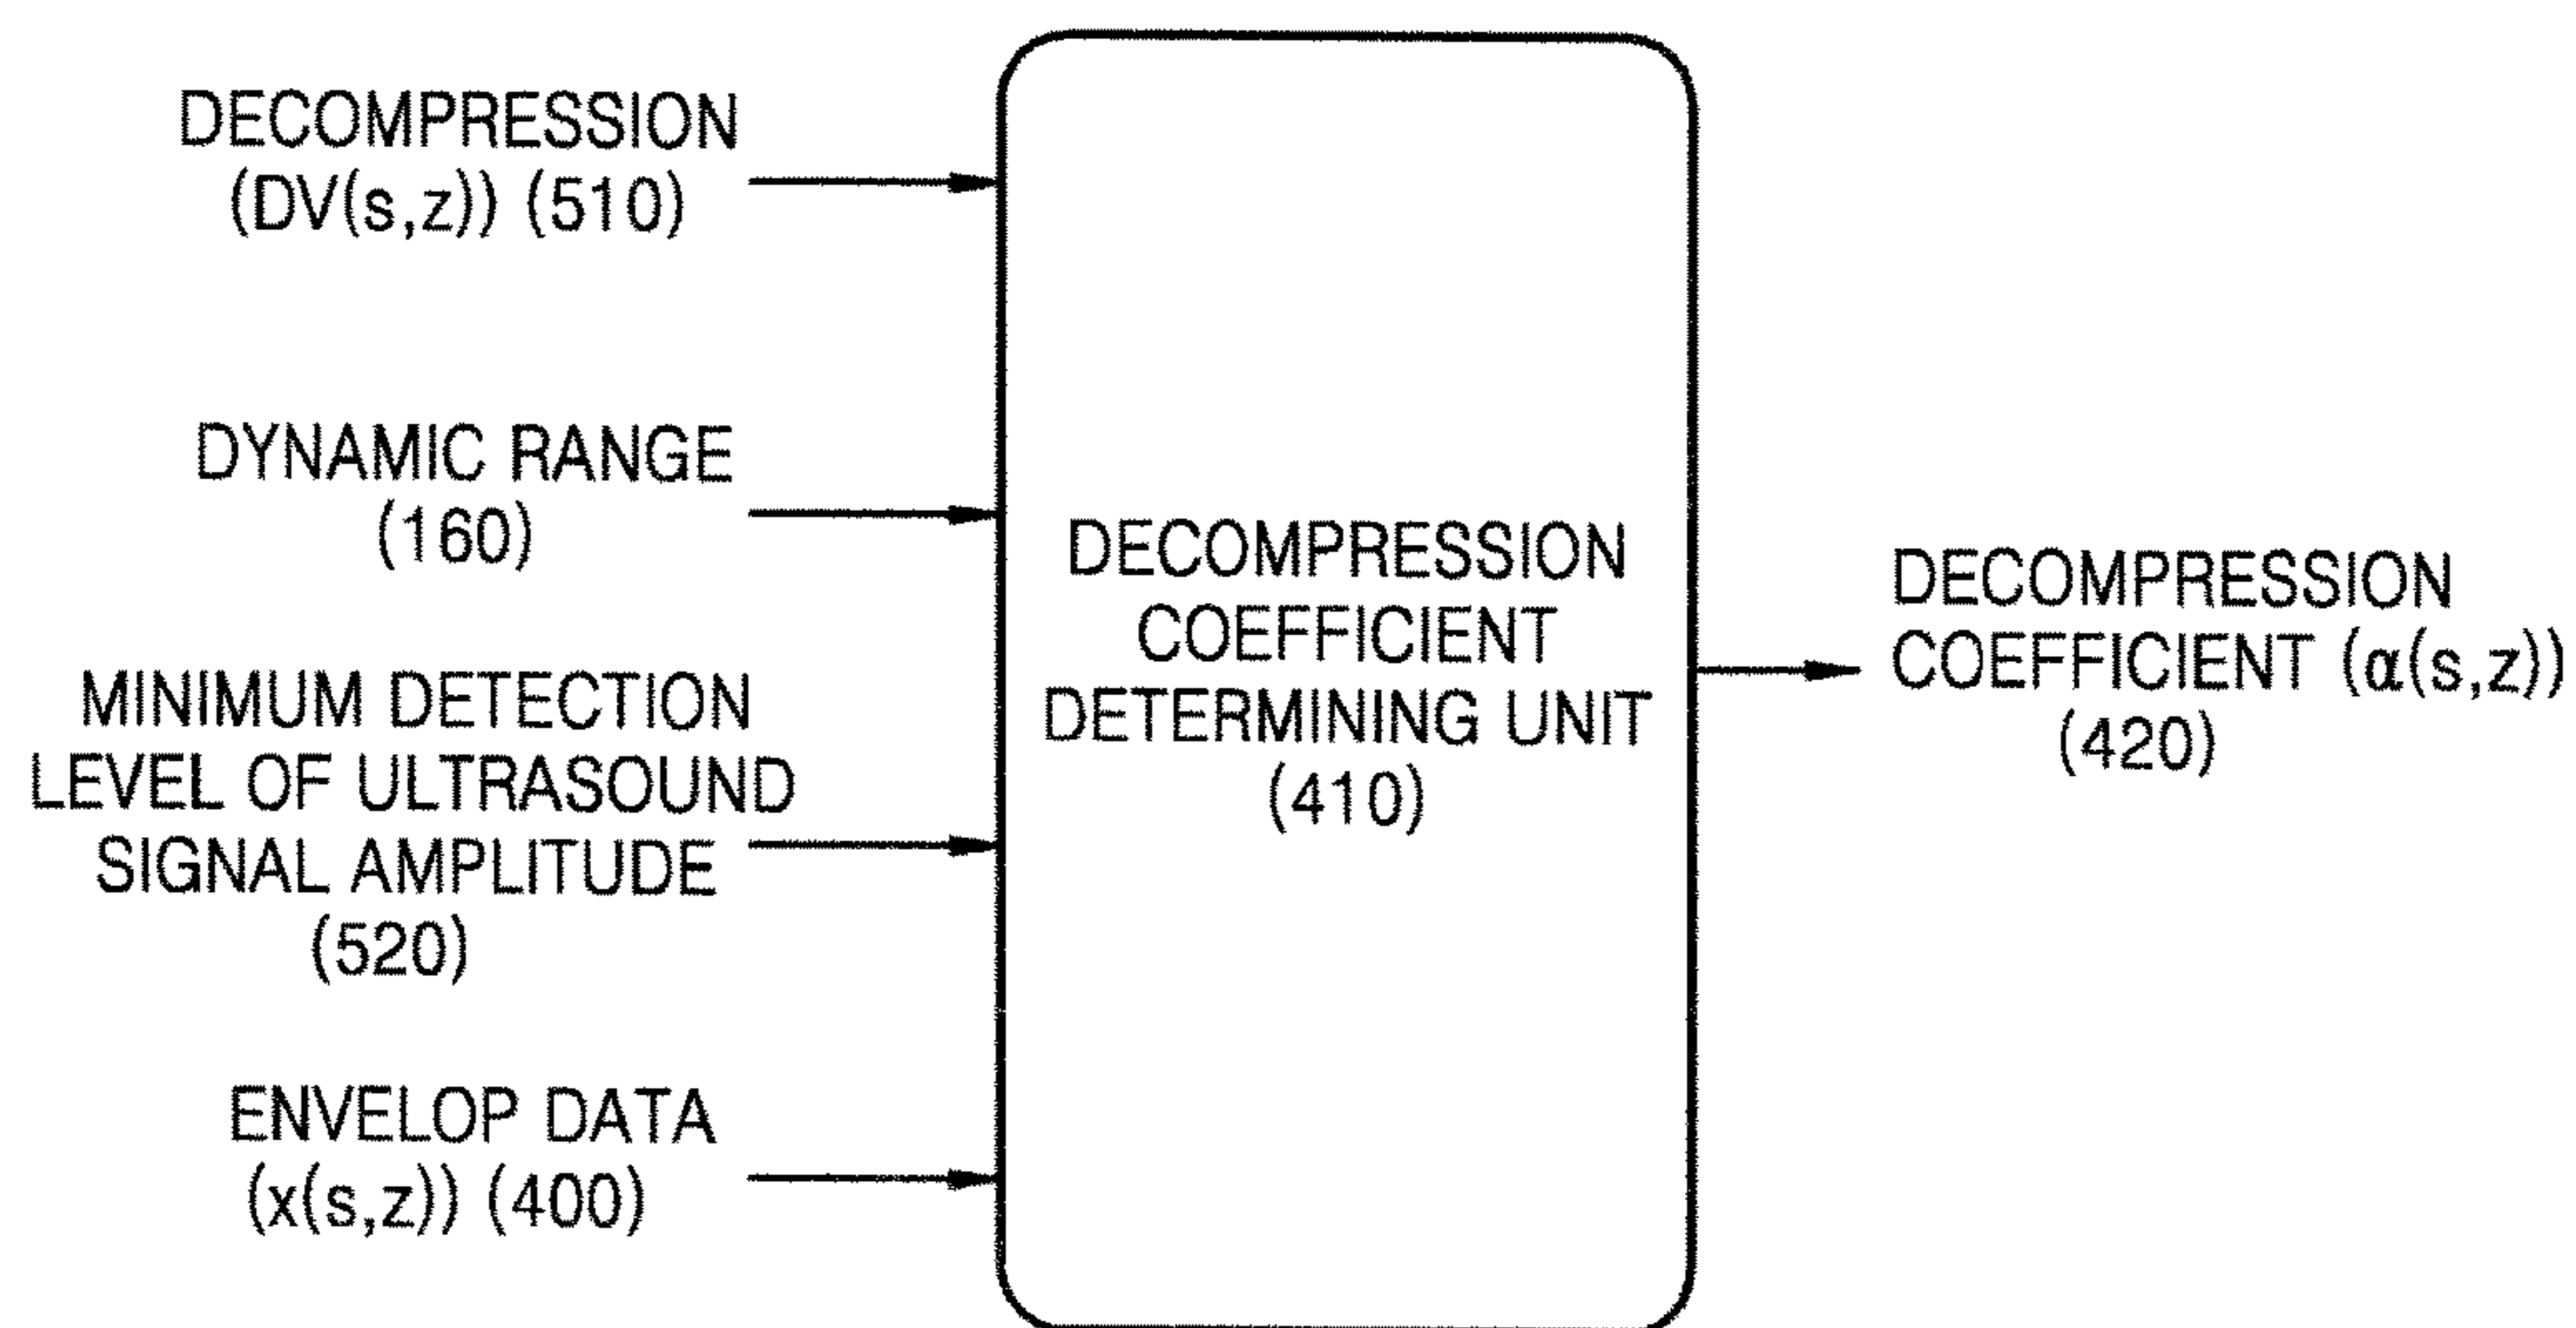 DECOMPRESSION
(DV(s,z)) (510)
DYNAMIC RANGE
(160)
MINIMUM DETECTION
LEVEL OF ULTRASOUND
SIGNAL AMPLITUDE
(520)
ENVELOP DATA
(x(s,z)) (400)
DECOMPRESSION
COEFFICIENT
DETERMINING UNIT
(410)
DECOMPRESSION
COEFFICIENT (α(s,z))
(420)